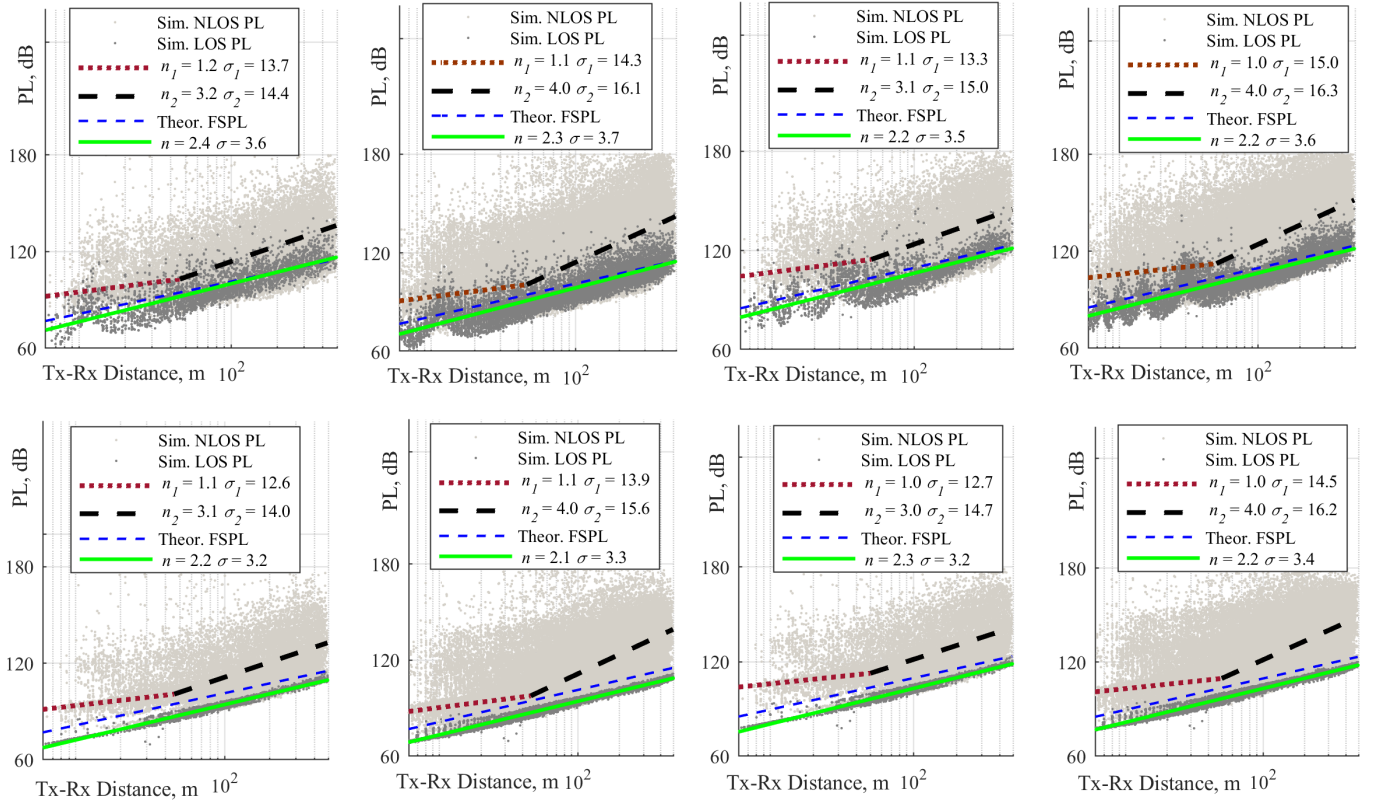 Sim. NLOS PL
Sim. LOS PL
n1 = 1.2 σ1 = 13.7
n2 = 3.2 σ2 = 14.4
Theor. FSPL
n = 2.4 σ = 3.6
PL, dB
180
120
60
Tx-Rx Distance, m 10^2
Sim. NLOS PL
Sim. LOS PL
n1 = 1.1 σ1 = 14.3
n2 = 4.0 σ2 = 16.1
Theor. FSPL
n = 2.3 σ = 3.7
PL, dB
180
120
60
Tx-Rx Distance, m 10^2
Sim. NLOS PL
Sim. LOS PL
n1 = 1.1 σ1 = 13.3
n2 = 3.1 σ2 = 15.0
Theor. FSPL
n = 2.2 σ = 3.5
PL, dB
180
120
60
Tx-Rx Distance, m 10^2
Sim. NLOS PL
Sim. LOS PL
n1 = 1.0 σ1 = 15.0
n2 = 4.0 σ2 = 16.3
Theor. FSPL
n = 2.2 σ = 3.6
PL, dB
180
120
60
Tx-Rx Distance, m 10^2
Sim. NLOS PL
Sim. LOS PL
n1 = 1.1 σ1 = 12.6
n2 = 3.1 σ2 = 14.0
Theor. FSPL
n = 2.2 σ = 3.2
PL, dB
180
120
60
Tx-Rx Distance, m 10^2
Sim. NLOS PL
Sim. LOS PL
n1 = 1.1 σ1 = 13.9
n2 = 4.0 σ2 = 15.6
Theor. FSPL
n = 2.1 σ = 3.3
PL, dB
180
120
60
Tx-Rx Distance, m 10^2
Sim. NLOS PL
Sim. LOS PL
n1 = 1.0 σ1 = 12.7
n2 = 3.0 σ2 = 14.7
Theor. FSPL
n = 2.3 σ = 3.2
PL, dB
180
120
60
Tx-Rx Distance, m 10^2
Sim. NLOS PL
Sim. LOS PL
n1 = 1.0 σ1 = 14.5
n2 = 4.0 σ2 = 16.2
Theor. FSPL
n = 2.2 σ = 3.4
PL, dB
180
120
60
Tx-Rx Distance, m 10^2